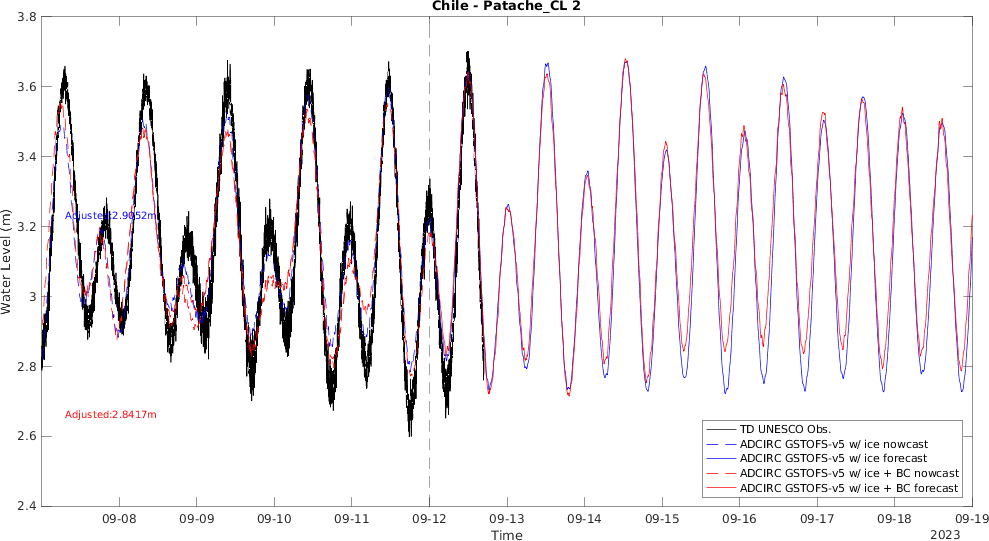 Chile - Patache_CL 2
3.8
3.6
3.4
3.2
3
2.8
2.6
2.4
Water Level (m)
Adjusted:2.9052m
Adjusted:2.8417m
TD UNESCO Obs.
ADCIRC GSTOFS-v5 w/ ice nowcast
ADCIRC GSTOFS-v5 w/ ice forecast
ADCIRC GSTOFS-v5 w/ ice + BC nowcast
ADCIRC GSTOFS-v5 w/ ice + BC forecast
09-08 09-09 09-10 09-11 09-12 09-13 09-14 09-15 09-16 09-17 09-18 09-19
Time
2023